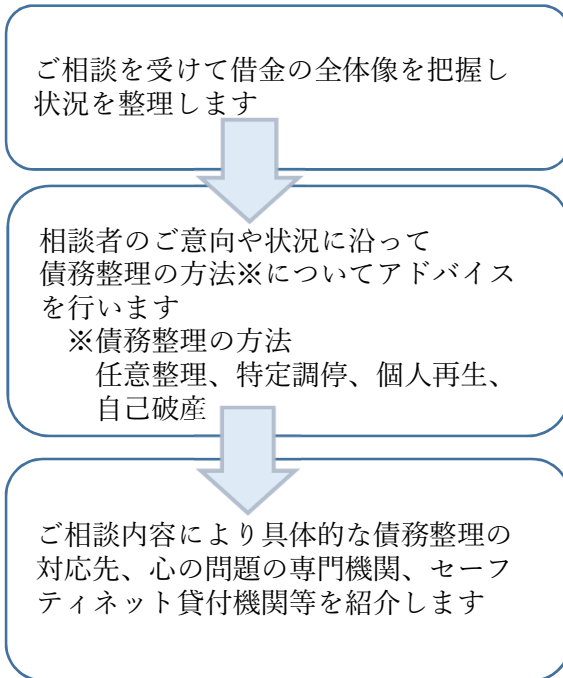 ご相談を受けて借金の全体像を把握し
状況を整理します
相談者のご意向や状況に沿って
債務整理の方法※についてアドバイス
を行います
※債務整理の方法
任意整理、特定調停、個人再生、
自己破産
ご相談内容により具体的な債務整理の
対応先、心の問題の専門機関、セーフ
ティネット貸付機関等を紹介します